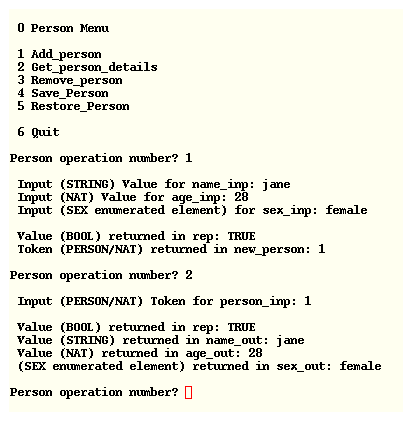 0 Person Menu
1 Add_person
2 Get_person_details
3 Remove_person
4 Save_Person
5 Restore_Person
6 Quit
Person operation number? 1
Input (STRING) Value for name_inp: jane
Input (NAT) Value for age_inp: 28
Input (SEX enumerated element) for sex_inp: female
Value (BOOL) returned in rep: TRUE
Token (PERSON/NAT) returned in new_person: 1
Person operation number? 2
Input (PERSON/NAT) Token for person_inp: 1
Value (BOOL) returned in rep: TRUE
Value (STRING) returned in name_out: jane
Value (NAT) returned in age_out: 28
(SEX enumerated element) returned in sex_out: female
Person operation number?